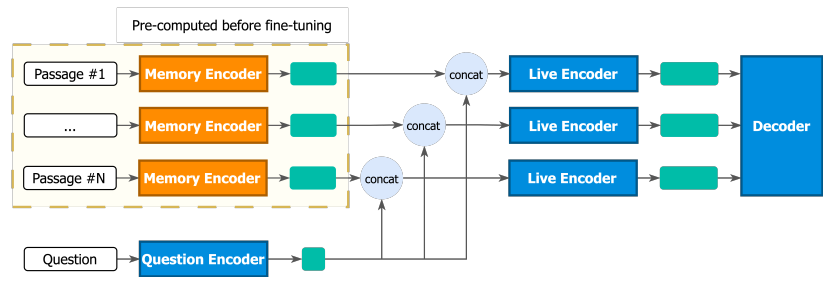 Pre-computed before fine-tuning
Passage #1
Memory Encoder
concat
Live Encoder
...
Memory Encoder
concat
Live Encoder
Decoder
Passage #N
Memory Encoder
concat
Live Encoder
Question
Question Encoder